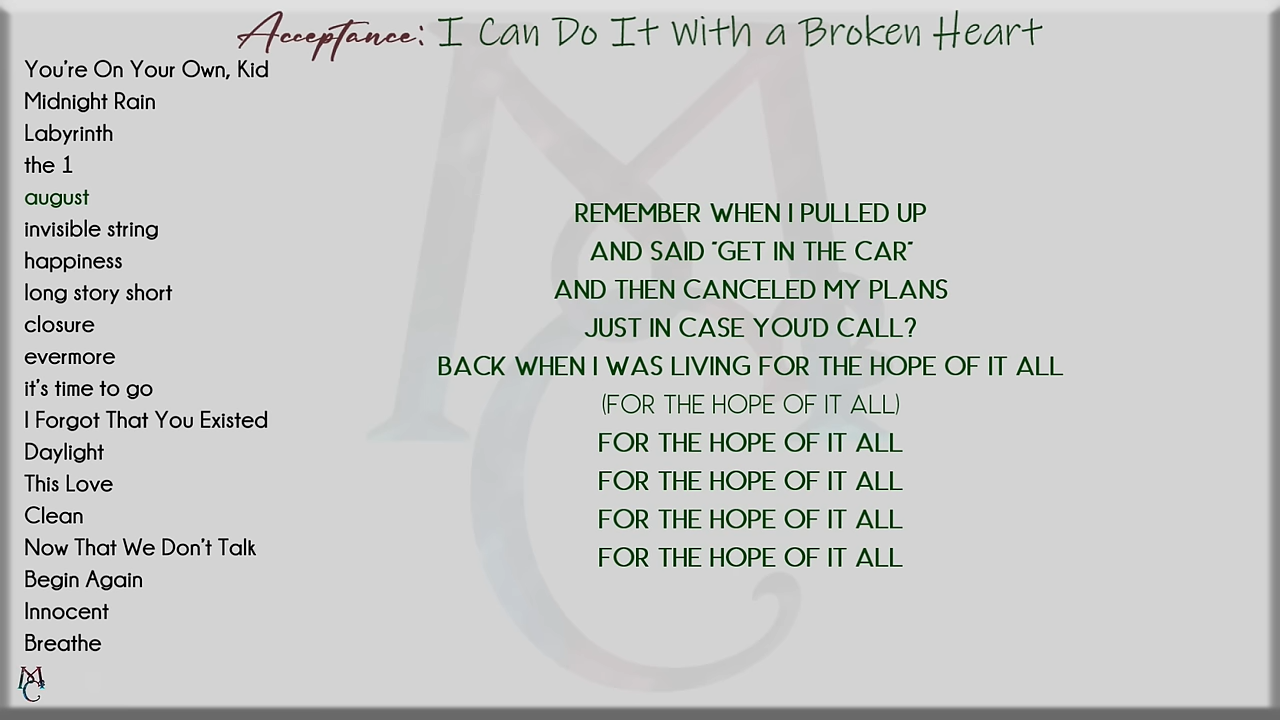 Acceptance: I Can Do It With a Broken Heart
You're On Your Own, Kid
Midnight Rain
Labyrinth
the 1
august
invisible string
happiness
long story short
closure
evermore
it's time to go
I Forgot That You Existed
Daylight
This Love
Clean
Now That We Don't Talk
Begin Again
Innocent
Breathe
REMEMBER WHEN I PULLED UP
AND SAID "GET IN THE CAR"
AND THEN CANCELED MY PLANS
JUST IN CASE YOU'D CALL?
BACK WHEN I WAS LIVING FOR THE HOPE OF IT ALL
(FOR THE HOPE OF IT ALL)
FOR THE HOPE OF IT ALL
FOR THE HOPE OF IT ALL
FOR THE HOPE OF IT ALL
FOR THE HOPE OF IT ALL